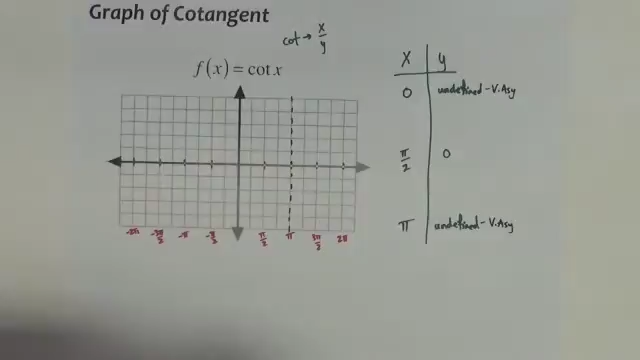 Graph of Cotangent
cot → x/y
f(x) = cot x
x y
0 undefined - V. Asy
π/2 0
π undefined - V. Asy
-2π -3π/2 -π -π/2 π/2 π 3π/2 2π